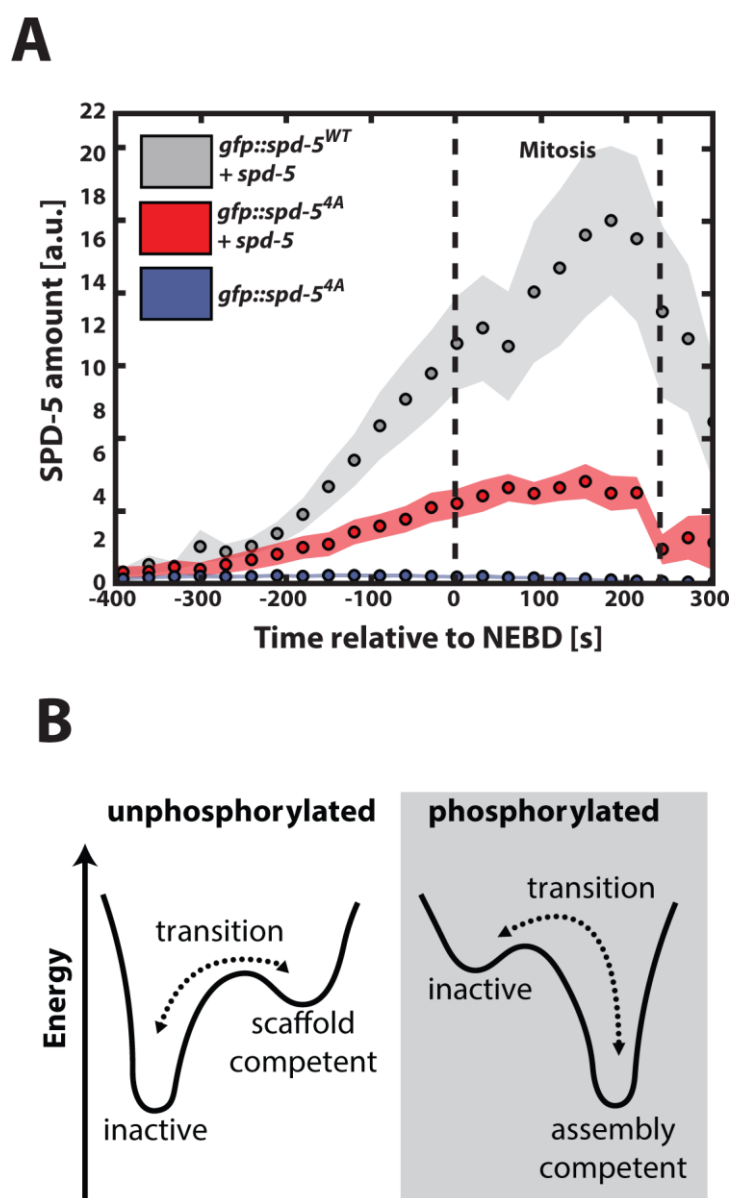 A
SPD-5 amount [a.u.]
22
20
18
16
14
12
10
8
6
4
2
0
gfp::spd-5WT
+ spd-5
gfp::spd-54A
+ spd-5
gfp::spd-54A
Mitosis
-400 -300 -200 -100 0 100 200 300
Time relative to NEBD [s]
B
unphosphorylated
phosphorylated
Energy
transition
inactive
scaffold
competent
transition
inactive
assembly
competent